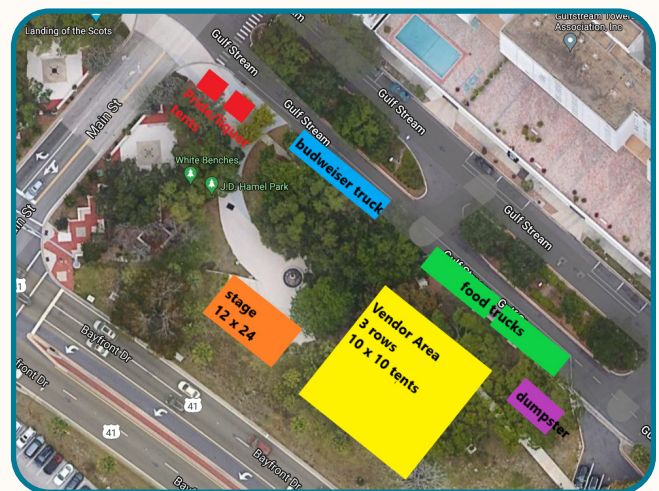 Landing of the Scots
Gulfstream Towers
Association, Inc
Gulf Stream
Main St
Pride/liquor
tents
Gulf Stream
Gulf Stream
budweiser truck
White Benches
J.D. Hamel Park
Gulf Stream
food trucks
stage
12 x 24
Vendor Area
3 rows
10 x 10 tents
Bayfront Dr
dumpster
41
41
Bayfront Dr